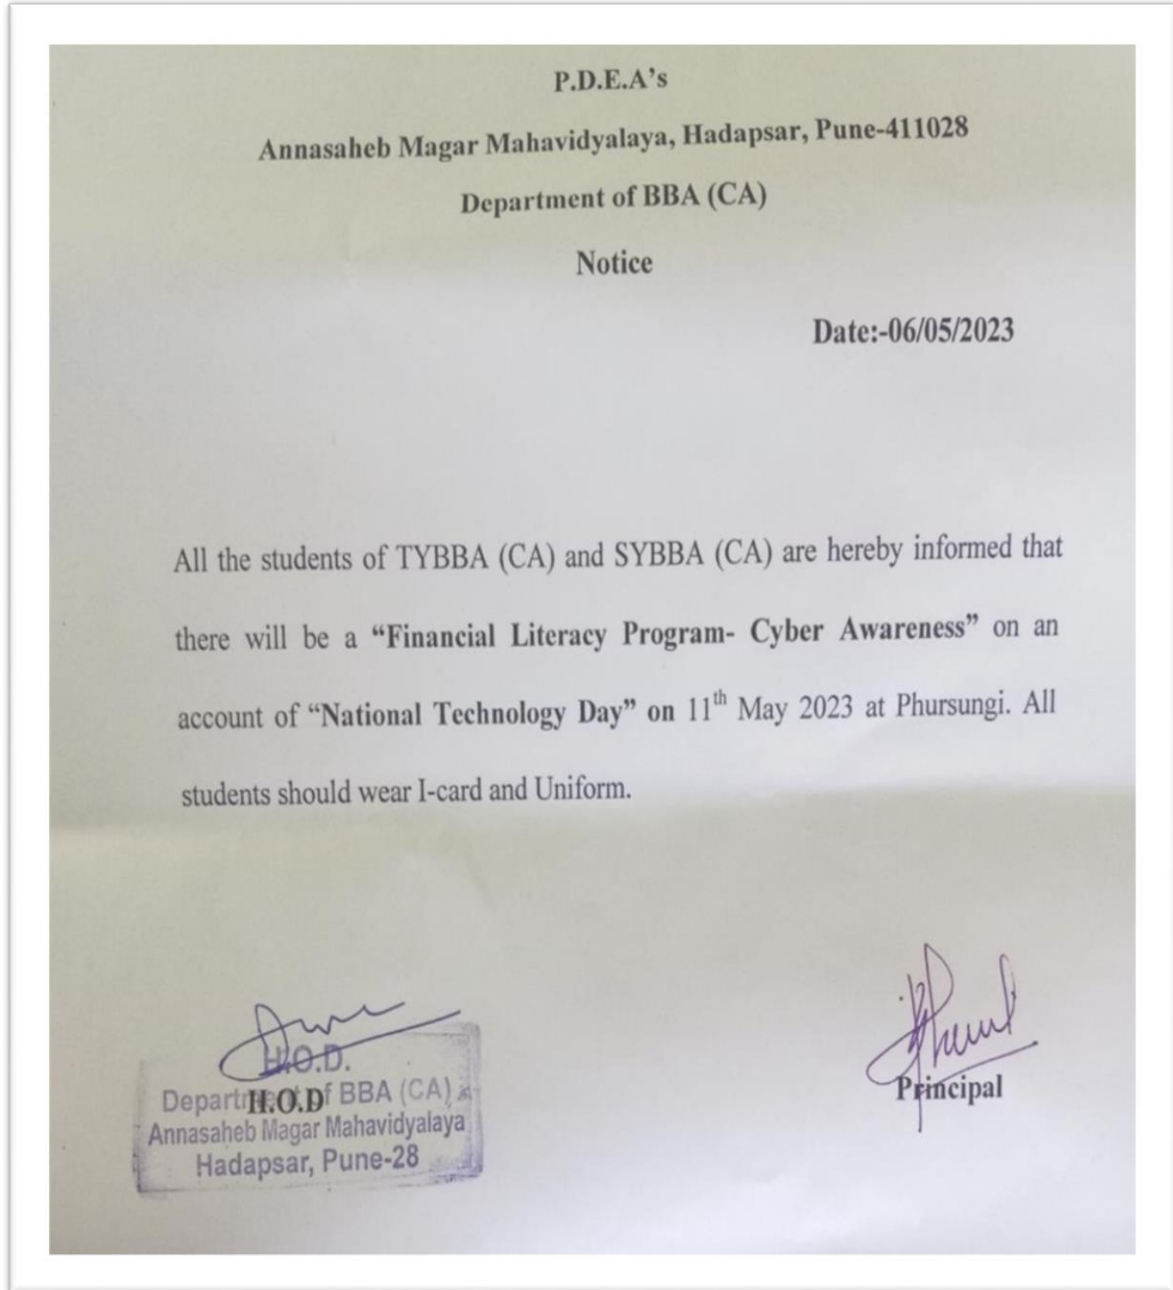 P.D.E.A's
Annasaheb Magar Mahavidyalaya, Hadapsar, Pune-411028
Department of BBA (CA)
Notice
Date:-06/05/2023
All the students of TYBBA (CA) and SYBBA (CA) are hereby informed that
there will be a “Financial Literacy Program- Cyber Awareness” on an
account of “National Technology Day” on 11th May 2023 at Phursungi. All
students should wear I-card and Uniform.
H.O.D.
Department of BBA (CA)
H.O.D
Annasaheb Magar Mahavidyalaya
Hadapsar, Pune-28
Principal